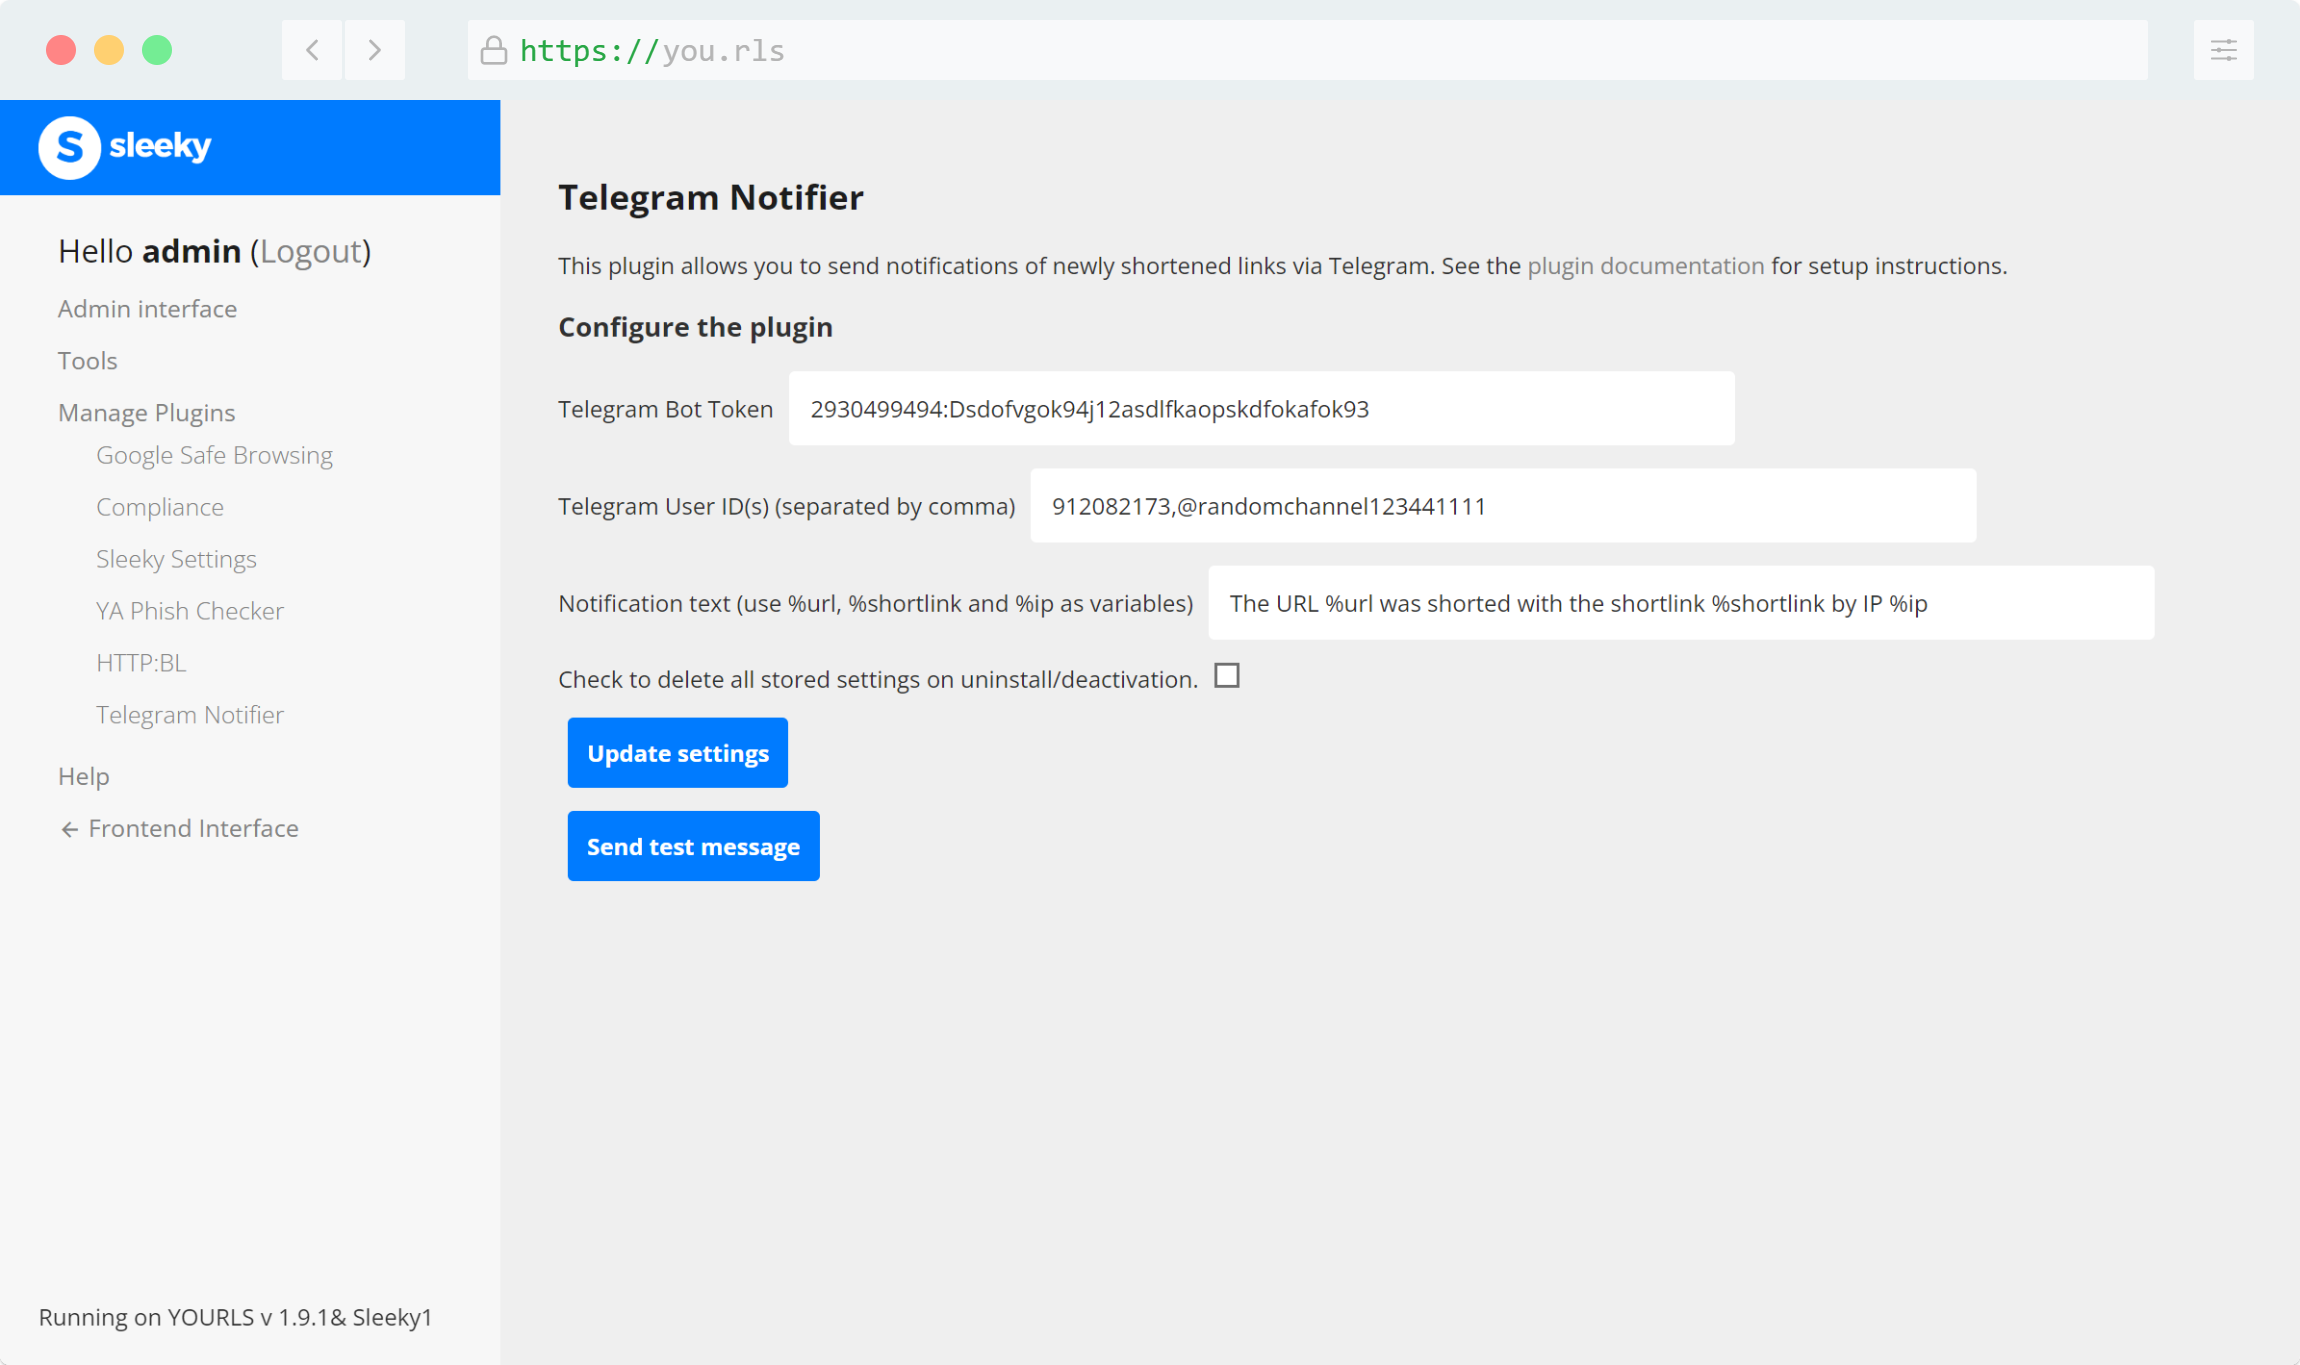 https://you.rls
S sleeky
Hello admin (Logout)
Admin interface
Tools
Manage Plugins
Google Safe Browsing
Compliance
Sleeky Settings
YA Phish Checker
HTTP:BL
Telegram Notifier
Help
← Frontend Interface
Running on YOURLS v 1.9.1& Sleeky1
Telegram Notifier
This plugin allows you to send notifications of newly shortened links via Telegram. See the plugin documentation for setup instructions.
Configure the plugin
Telegram Bot Token 2930499494:Dsdofvgok94j12asdlfkaopskdfokafok93
Telegram User ID(s) (separated by comma) 912082173,@randomchannel123441111
Notification text (use %url, %shortlink and %ip as variables) The URL %url was shorted with the shortlink %shortlink by IP %ip
Check to delete all stored settings on uninstall/deactivation.
Update settings
Send test message